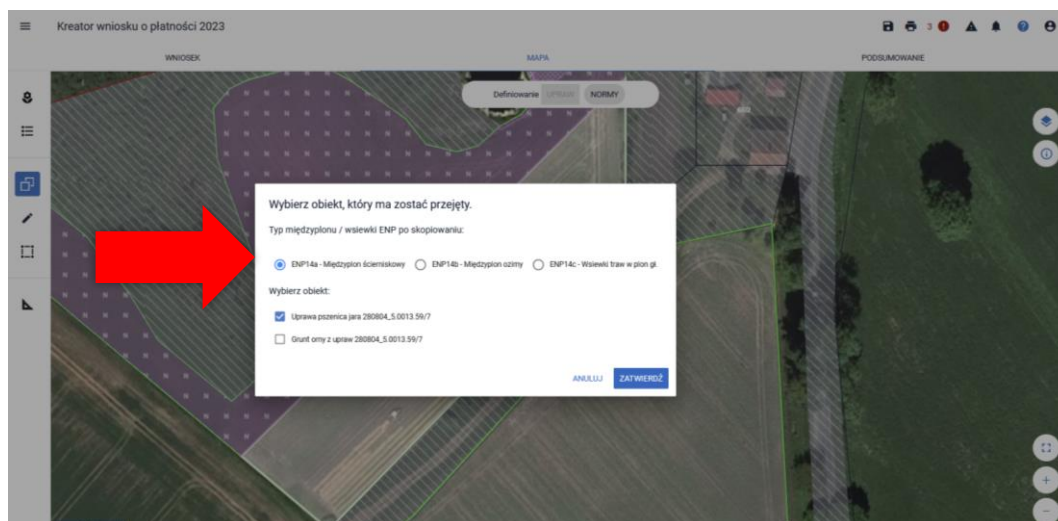 Kreator wniosku o płatności 2023
3
WNIOSEK
MAPA
PODSUMOWANIE
Definiowanie UPRAW NORMY
Wybierz obiekt, który ma zostać przejęty.
Typ międzyplonu / wsiewki ENP po skopiowaniu:
ENP14a - Międzyplon ścierniskowy
ENP14b - Międzyplon ozimy
ENP14c - Wsiewki traw w plon gł.
Wybierz obiekt:
Uprawa pszenica jara 280804_5.0013.59/7
Grunt orny z upraw 280804_5.0013.59/7
ANULUJ
ZATWIERDŹ